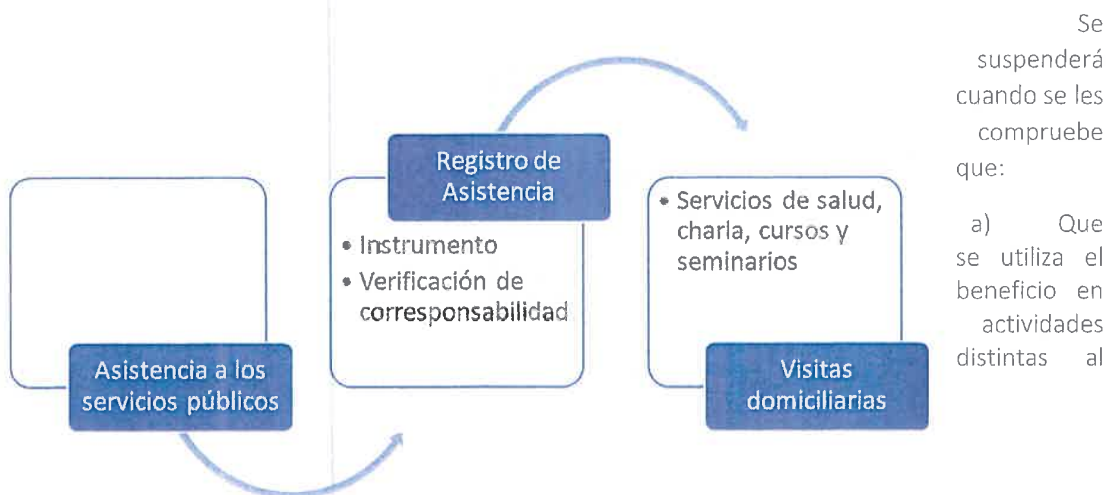 Asistencia a los
servicios públicos
Registro de
Asistencia
• Instrumento
• Verificación de
corresponsabilidad
• Servicios de salud,
charla, cursos y
seminarios
Visitas
domiciliarias
Se
suspenderá
cuando se les
compruebe
que:
a) Que
se utiliza el
beneficio en
actividades
distintas al